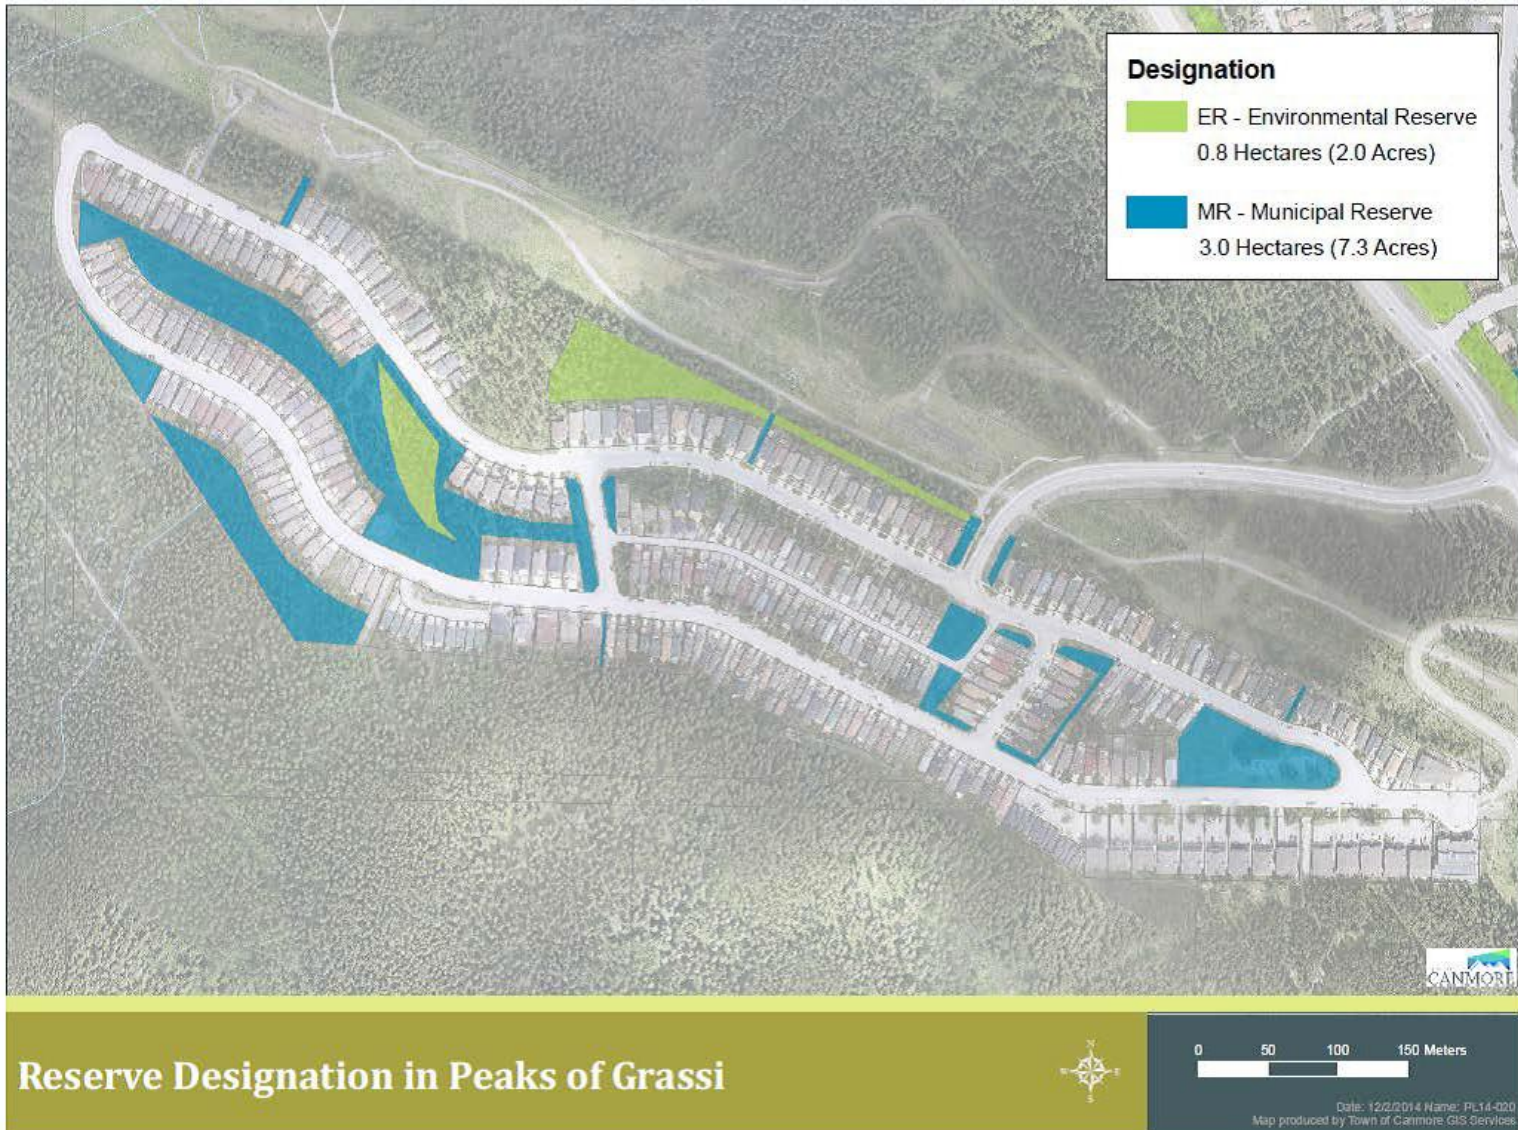 Designation
ER - Environmental Reserve
0.8 Hectares (2.0 Acres)
MR - Municipal Reserve
3.0 Hectares (7.3 Acres)
CANMORE
Reserve Designation in Peaks of Grassi
N
W
E
S
0 50 100 150 Meters
Date: 12/2/2014 Name: PL14-020
Map produced by Town of Canmore GIS Services